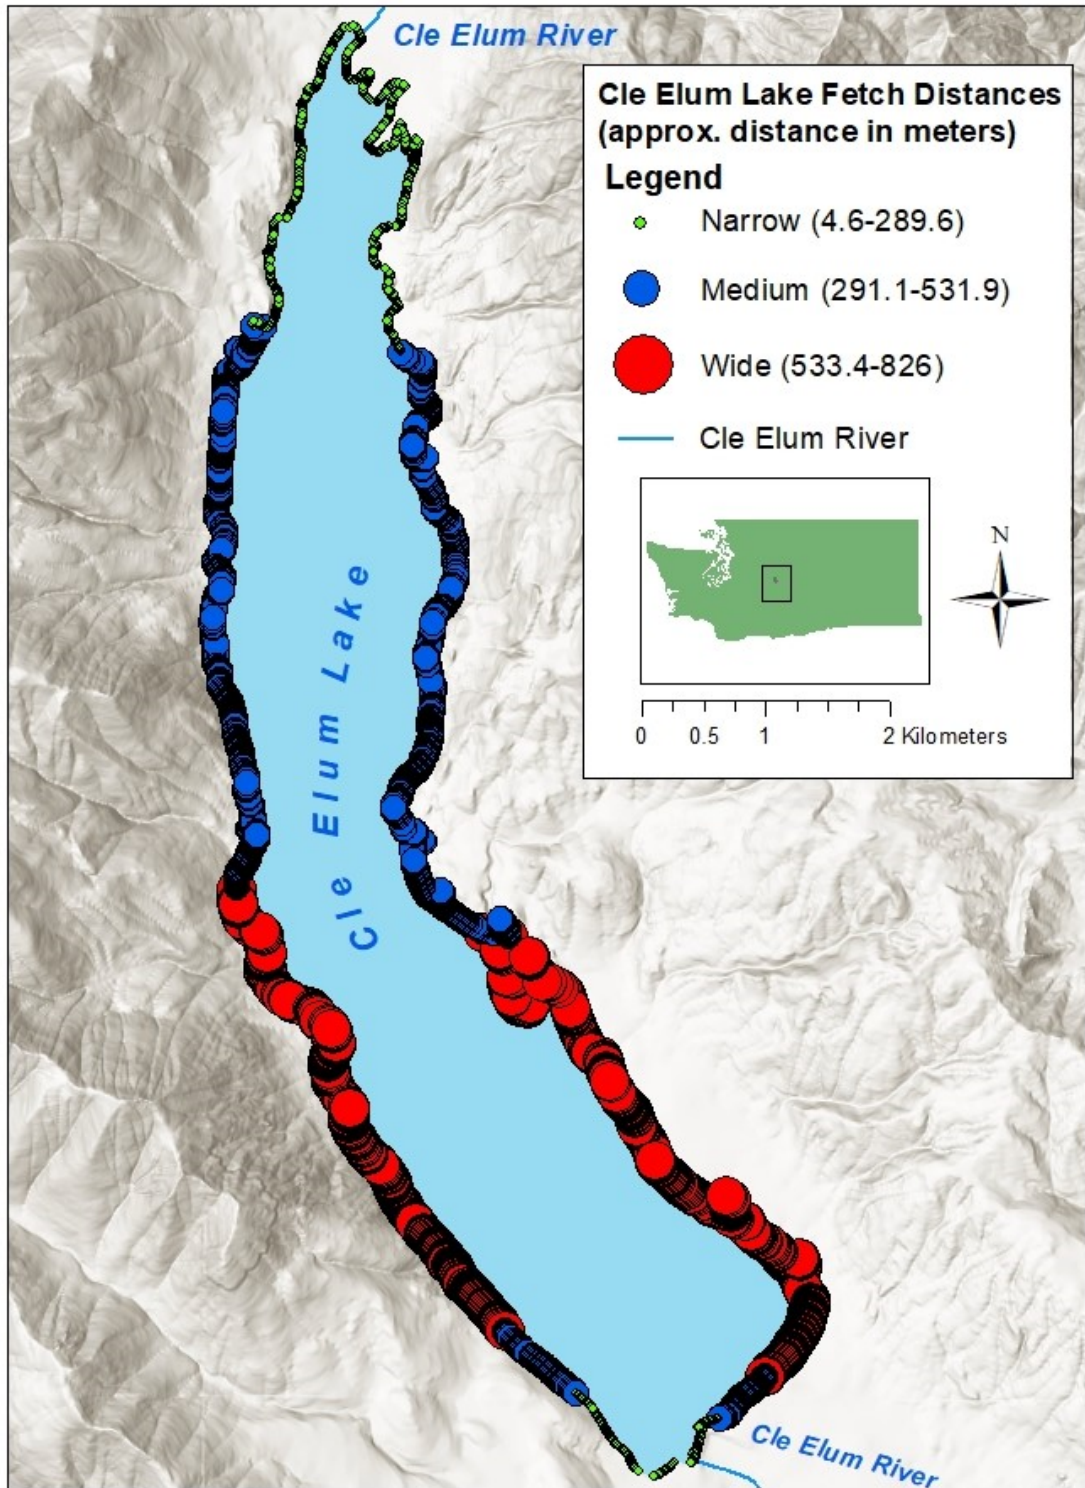 Cle Elum River
Cle Elum Lake Fetch Distances
(approx. distance in meters)
Legend
Narrow (4.6-289.6)
Medium (291.1-531.9)
Wide (533.4-826)
Cle Elum River
N
0 0.5 1 2 Kilometers
Cle Elum Lake
Cle Elum River